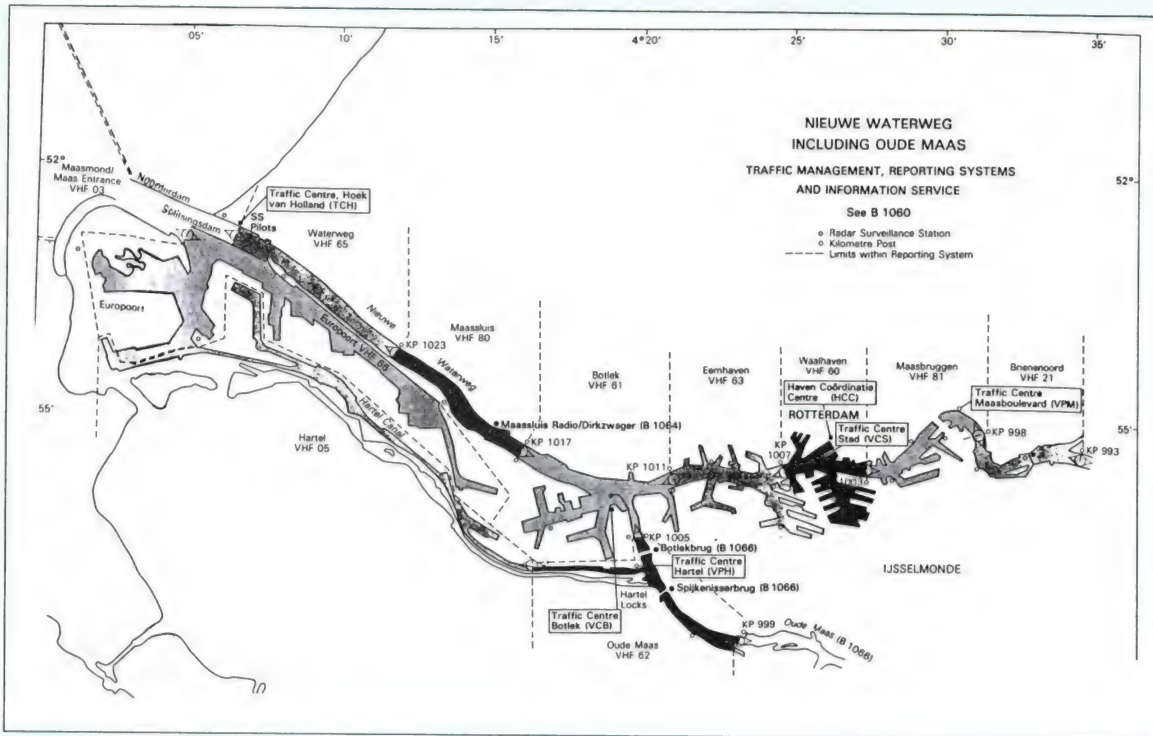 05'
10'
15'
4°20'
25'
30'
35'
NIEUWE WATERWEG
INCLUDING OUDE MAAS
TRAFFIC MANAGEMENT, REPORTING SYSTEMS
AND INFORMATION SERVICE
See B 1060
Radar Surveillance Station
Kilometre Post
Limits within Reporting System
52°
52°
Maasmond/
Maas Entrance
VHF 03
Noorderdam
Splitsingsdam
Traffic Centre, Hoek
van Holland (TCH)
SS
Pilots
Waterweg
VHF 65
Europoort
Europoort VHF 66
Nieuwe
Waterweg
KP 1023
Maassluis
VHF 80
Botlek
VHF 61
Eemhaven
VHF 63
Waalhaven
VHF 60
Haven Coördinatie
Centre (HCC)
ROTTERDAM
Traffic Centre
Stad (VCS)
Maasbruggen
VHF 81
Brienenoord
VHF 21
Traffic Centre
Maasboulevard (VPM)
KP 998
KP 993
55'
55'
Hartel Canal
Hartel
VHF 05
Maassluis Radio/Dirkzwager (B 1064)
KP 1017
KP 1011
KP
1007
KP 1005
Botlekbrug (B 1066)
Traffic Centre
Hartel (VPH)
Spijkenisserbrug (B 1066)
Hartel
Locks
Traffic Centre
Botlek (VCB)
Oude Maas
VHF 62
KP 999
Oude Maas (B 1066)
IJSSELMONDE